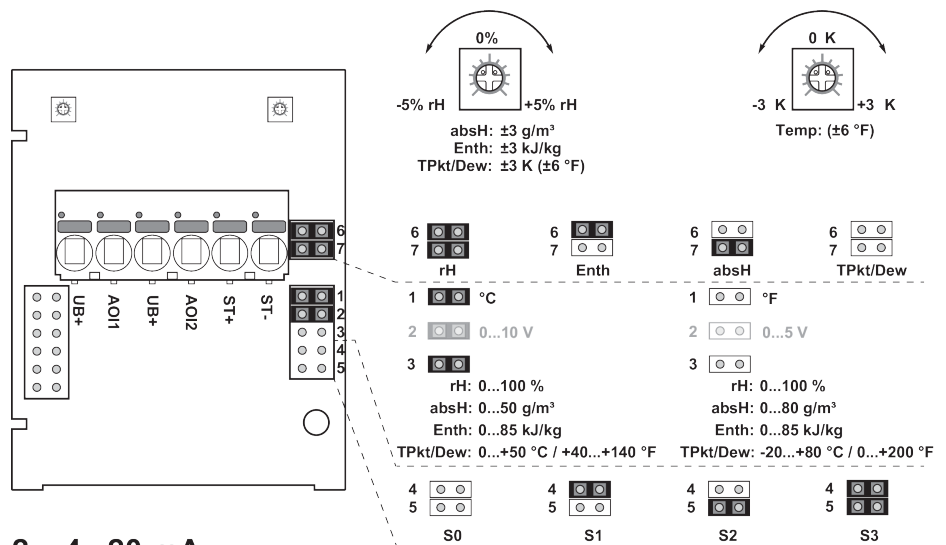 0% 0 K
-5% rH +5% rH -3 K +3 K
absH: ±3 g/m³ Temp: (±6 °F)
Enth: ±3 kJ/kg
TPkt/Dew: ±3 K (±6 °F)
6 6 6 6 6
7 7 7 7 7
rH Enth absH TPkt/Dew
UB+ AOI1 UB+ AOI2 ST+ ST-
1 1 °C 1 °F
2 2 0...10 V 2 0...5 V
3 3 3
4
5
rH: 0...100 % rH: 0...100 %
absH: 0...50 g/m³ absH: 0...80 g/m³
Enth: 0...85 kJ/kg Enth: 0...85 kJ/kg
TPkt/Dew: 0...+50 °C / +40...+140 °F TPkt/Dew: -20...+80 °C / 0...+200 °F
4 4 4 4
5 5 5 5
S0 S1 S2 S3